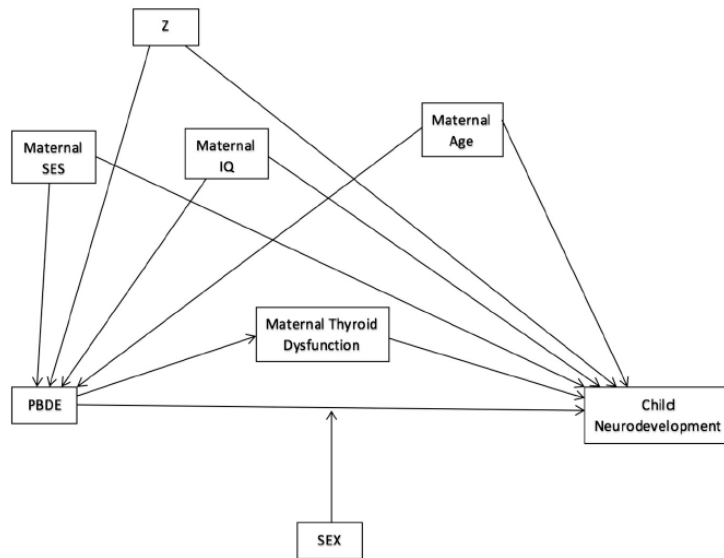 Z
Maternal
SES
Maternal
IQ
Maternal
Age
Maternal Thyroid
Dysfunction
PBDE
Child
Neurodevelopment
SEX